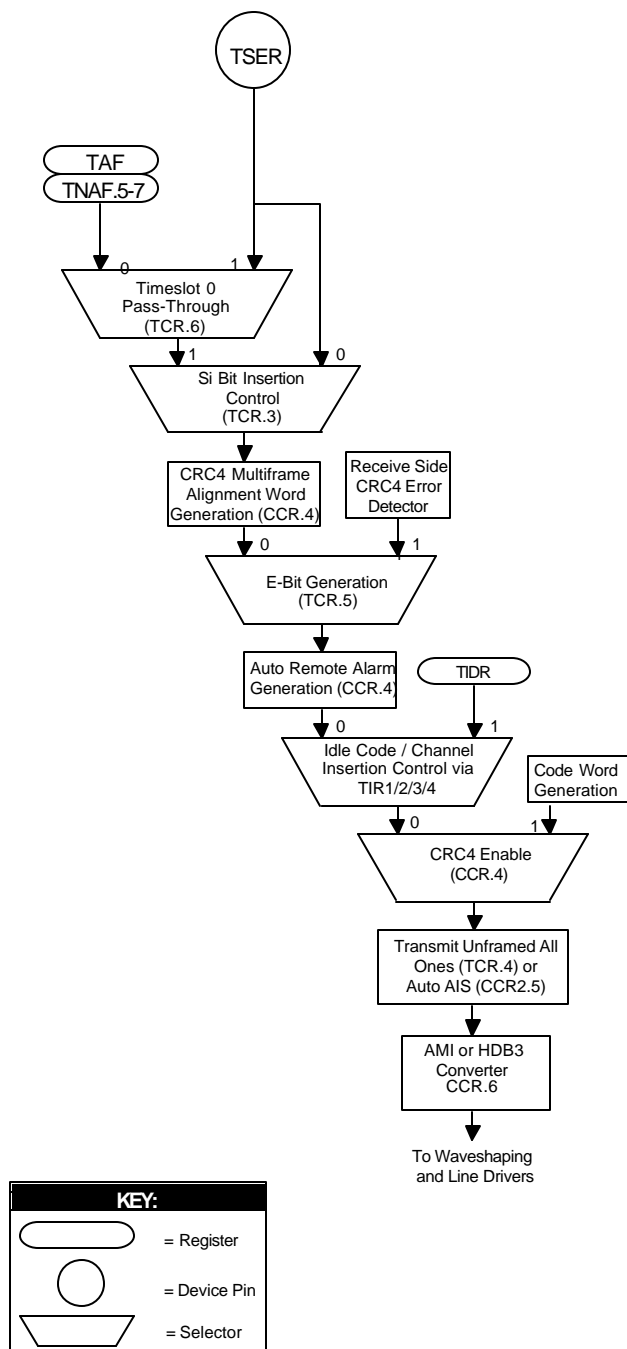 TSER
TAF
TNAF.5-7
0
1
Timeslot 0
Pass-Through
(TCR.6)
1
0
Si Bit Insertion
Control
(TCR.3)
CRC4 Multiframe
Alignment Word
Generation (CCR.4)
Receive Side
CRC4 Error
Detector
0
1
E-Bit Generation
(TCR.5)
Auto Remote Alarm
Generation (CCR.4)
TIDR
0
1
Idle Code / Channel
Insertion Control via
TIR1/2/3/4
Code Word
Generation
0
1
CRC4 Enable
(CCR.4)
Transmit Unframed All
Ones (TCR.4) or
Auto AIS (CCR2.5)
AMI or HDB3
Converter
CCR.6
To Waveshaping
and Line Drivers
KEY:
= Register
= Device Pin
= Selector